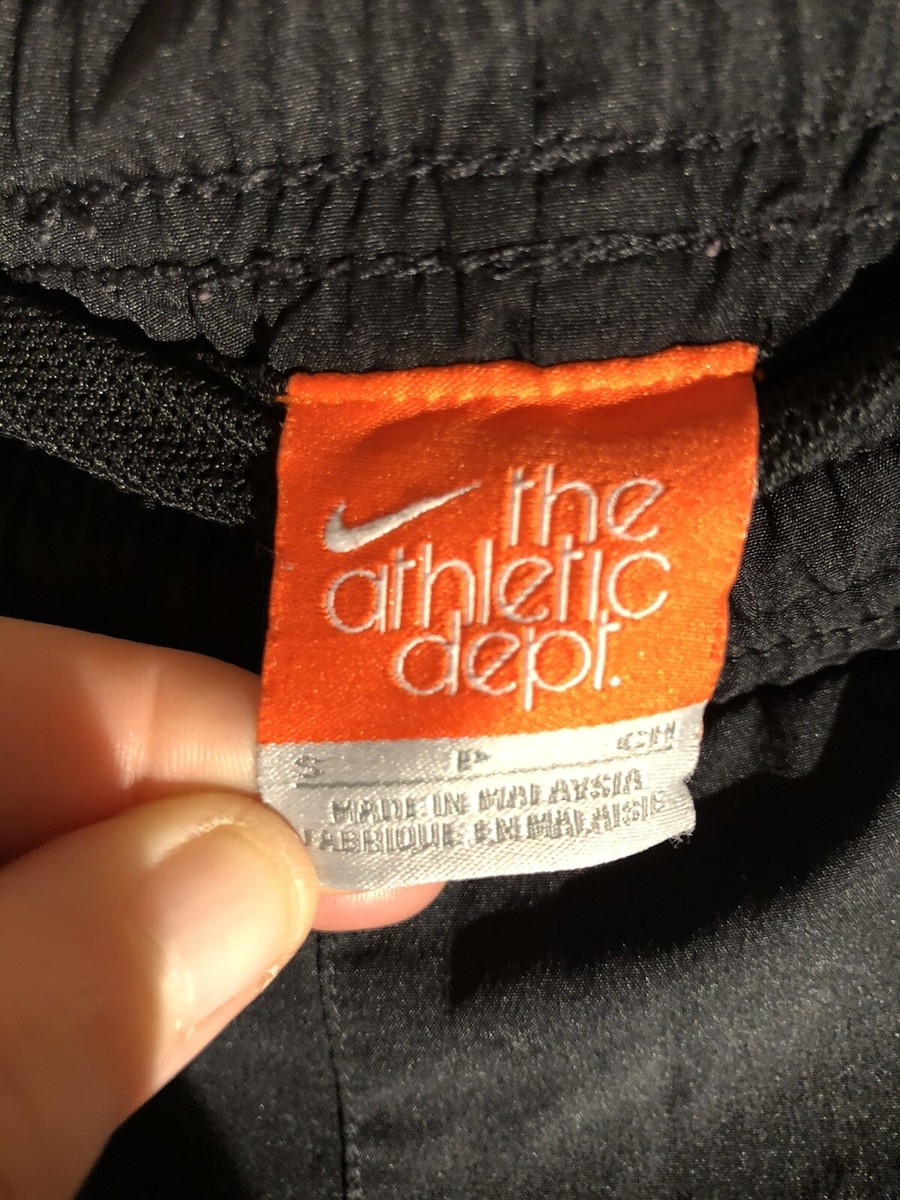 the
athletic
dept.
S P CH
MADE IN MALAYSIA
FABRIQUE EN MALAISIE